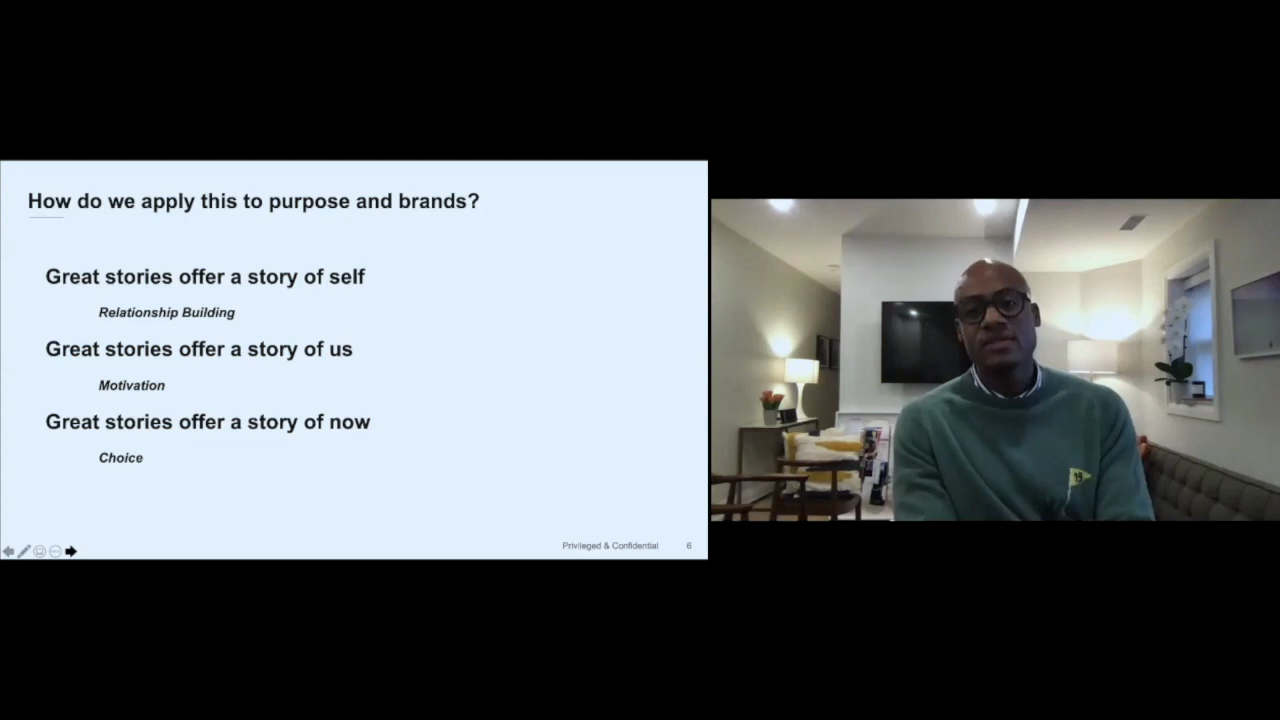 How do we apply this to purpose and brands?
Great stories offer a story of self
Relationship Building
Great stories offer a story of us
Motivation
Great stories offer a story of now
Choice
Privileged & Confidential 6
19